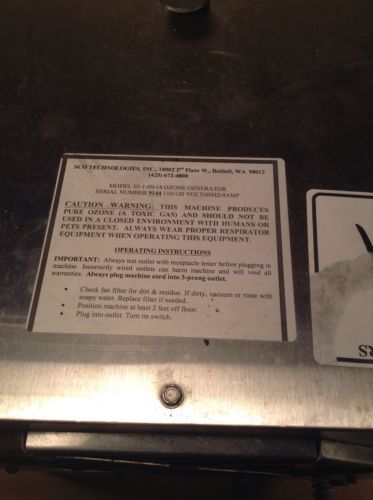 SCO TECHNOLOGIES, INC., 18902 2nd Place W., Bothell, WA 98012
(425) 672-4808
MODEL 03-1-09-14 OZONE GENERATOR
SERIAL NUMBER 9144 110/120 VOLT/60HZ/4AMP
CAUTION WARNING: THIS MACHINE PRODUCES
PURE OZONE (A TOXIC GAS) AND SHOULD NOT BE
USED IN A CLOSED ENVIRONMENT WITH HUMANS OR
PETS PRESENT. ALWAYS WEAR PROPER RESPIRATOR
EQUIPMENT WHEN OPERATING THIS EQUIPMENT.
OPERATING INSTRUCTIONS
IMPORTANT: Always test outlet with receptacle tester before plugging in
machine. Incorrectly wired outlets can harm machine and will void all
warranties. Always plug machine cord into 3-prong outlet.
• Check fan filter for dirt & residue. If dirty, vacuum or rinse with
soapy water. Replace filter if needed.
• Position machine at least 2 feet off floor.
• Plug into outlet. Turn on switch.